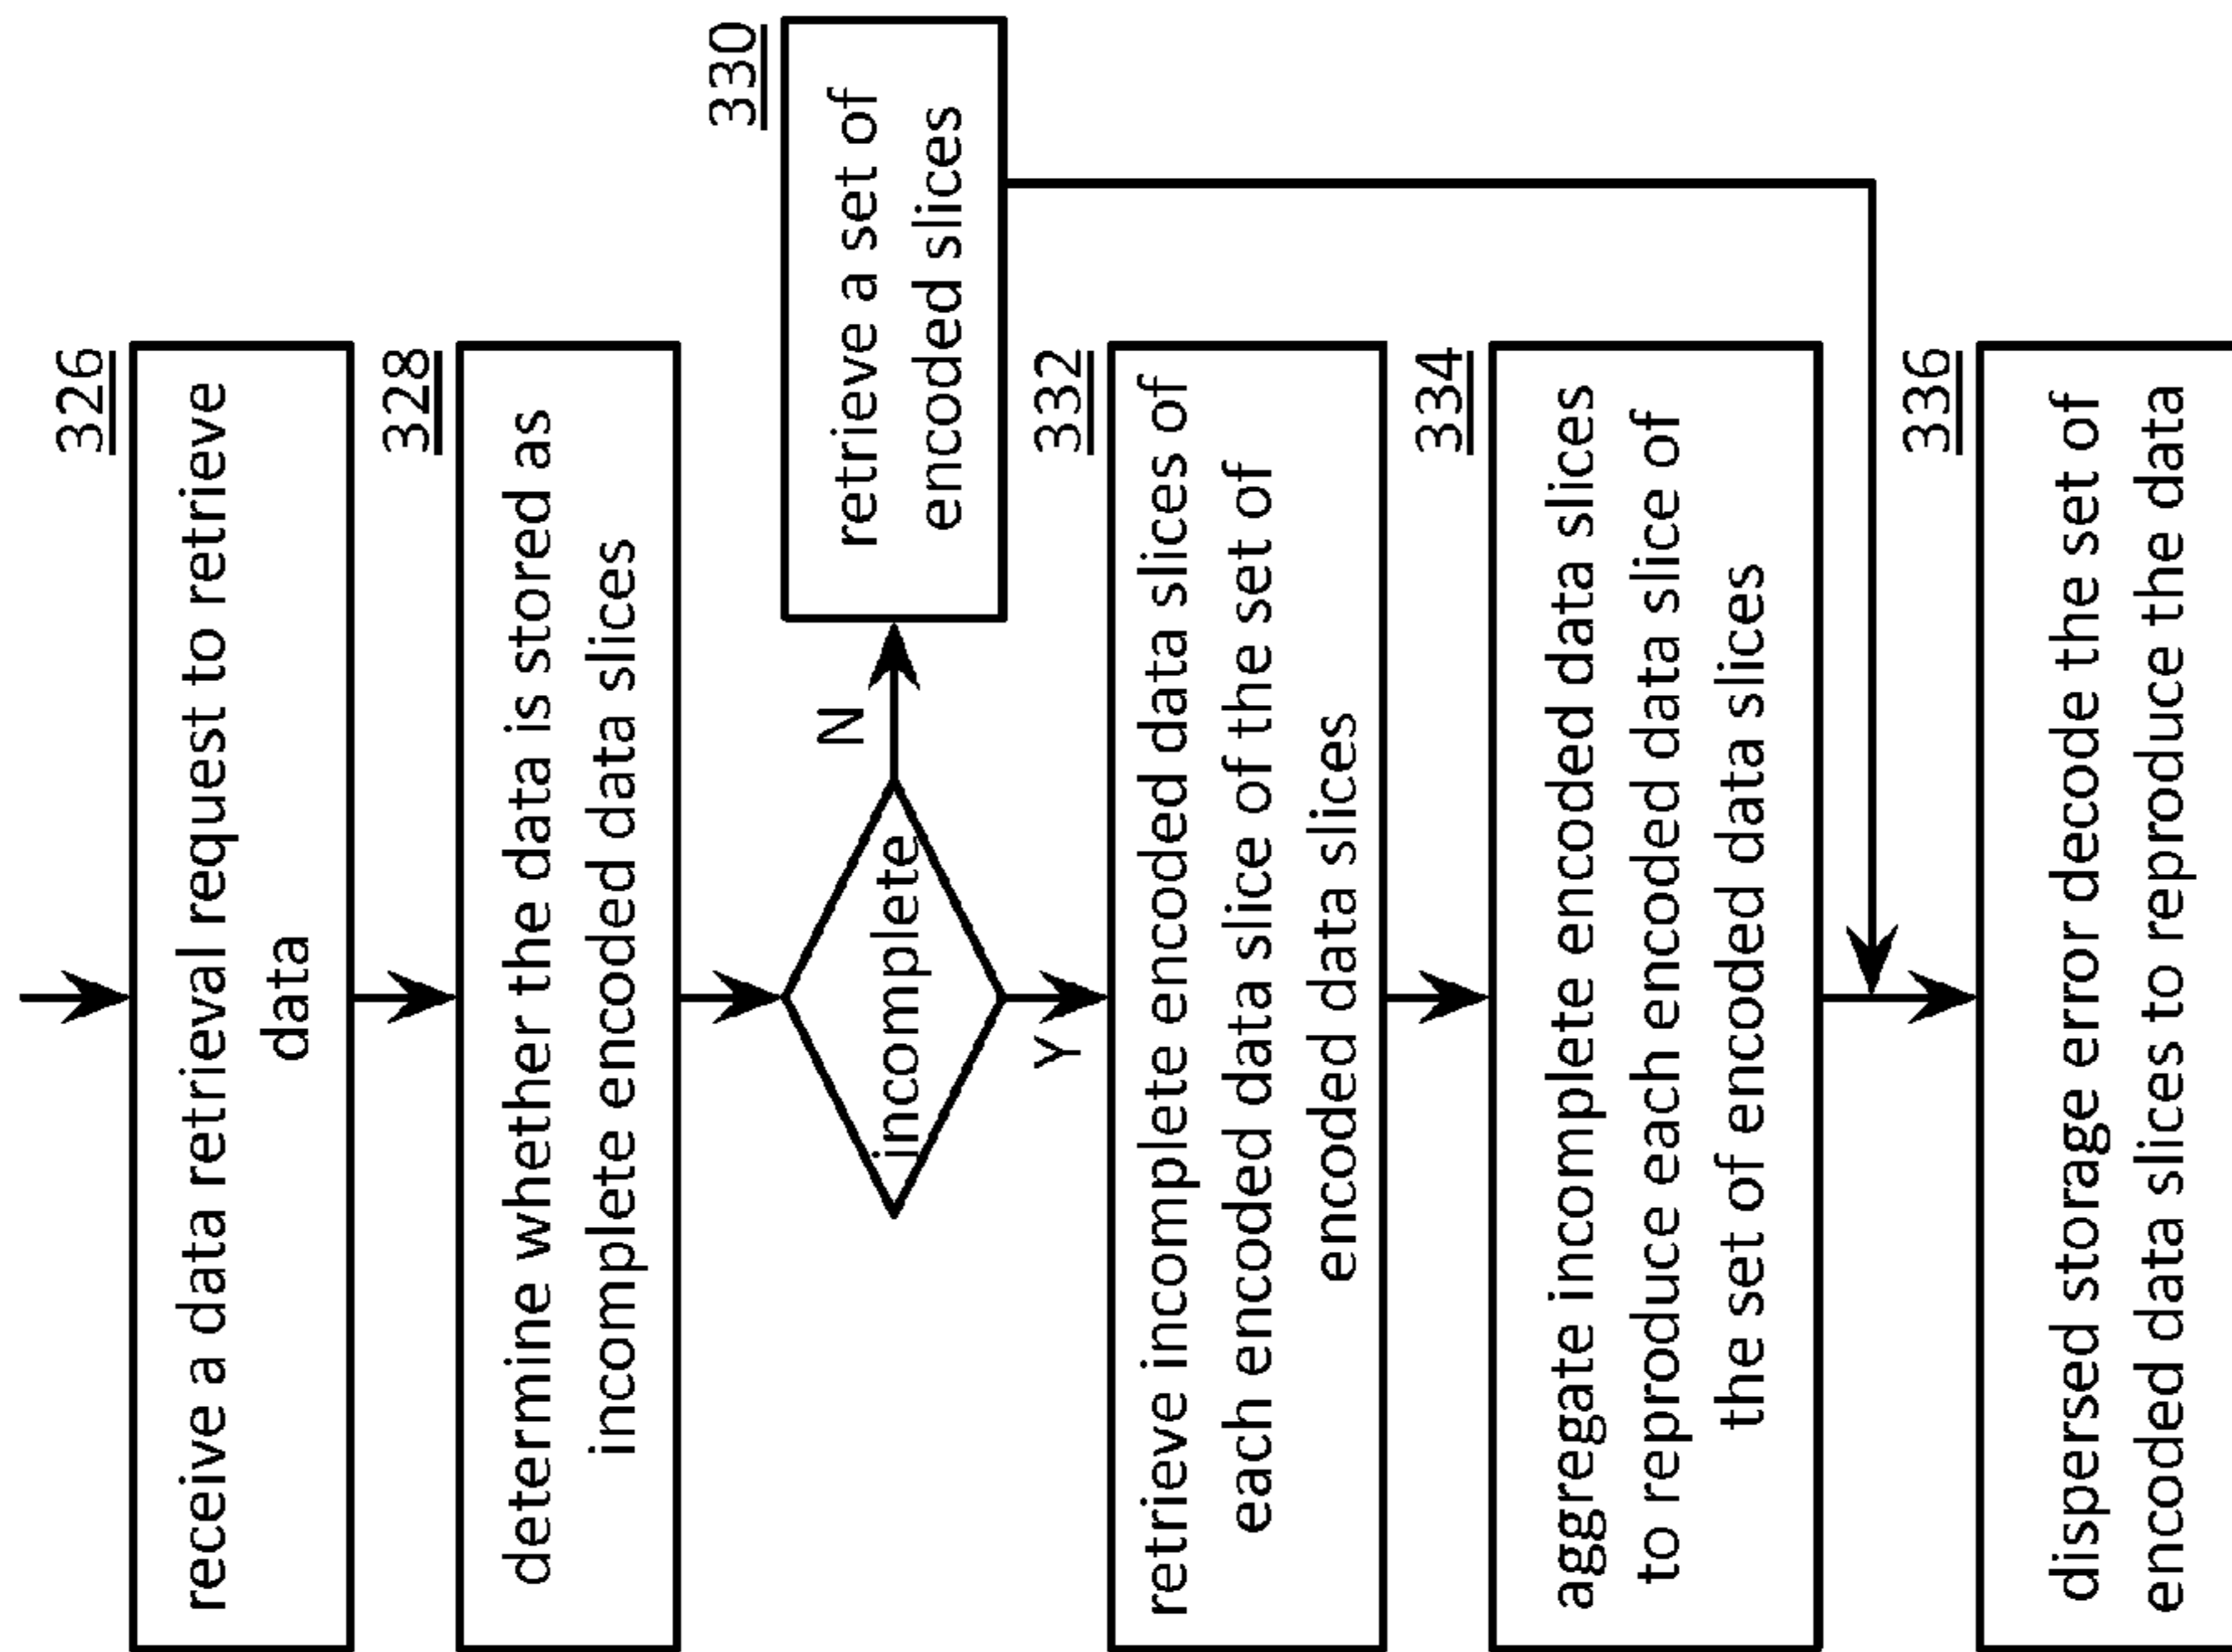 326
receive a data retrieval request to retrieve
data
328
determine whether the data is stored as
incomplete encoded data slices
incomplete
N
330
retrieve a set of
encoded slices
Y
332
retrieve incomplete encoded data slices of
each encoded data slice of the set of
encoded data slices
334
aggregate incomplete encoded data slices
to reproduce each encoded data slice of
the set of encoded data slices
336
dispersed storage error decode the set of
encoded data slices to reproduce the data